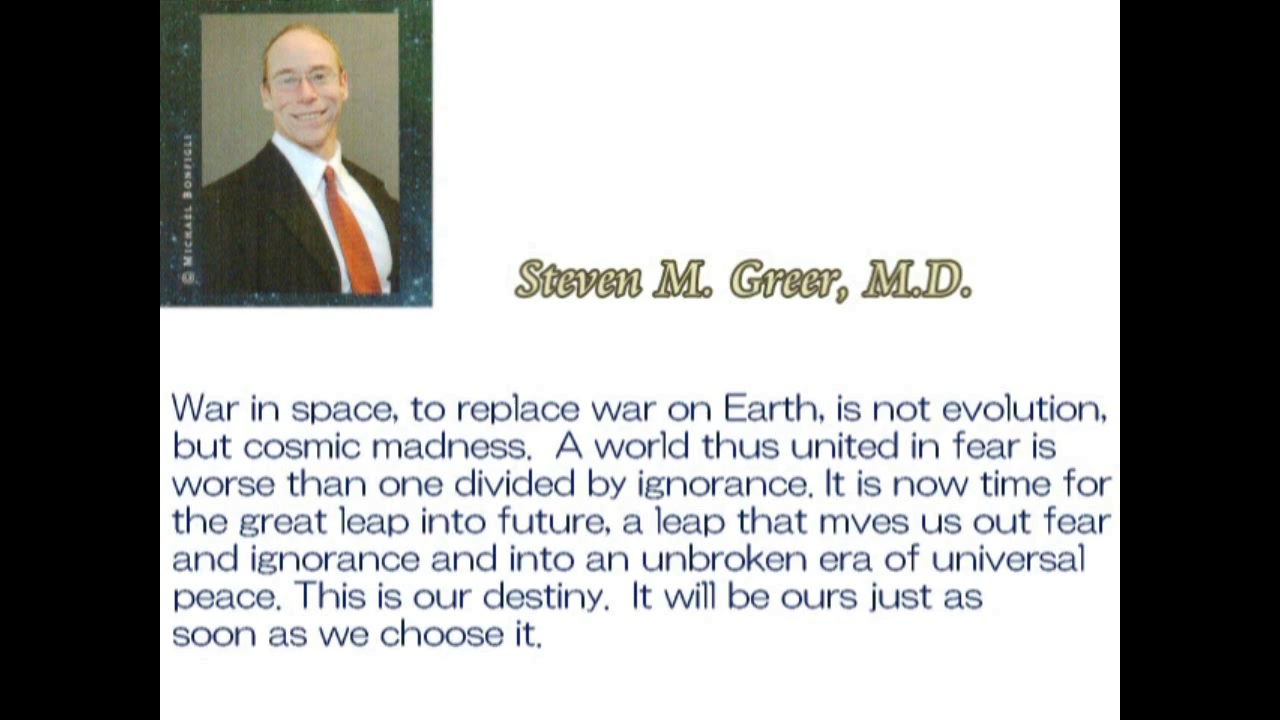 © MICHAEL BONFIGLI
Steven M. Greer, M.D.
War in space, to replace war on Earth, is not evolution,
but cosmic madness.  A world thus united in fear is
worse than one divided by ignorance. It is now time for
the great leap into future, a leap that mves us out fear
and ignorance and into an unbroken era of universal
peace. This is our destiny.  It will be ours just as
soon as we choose it.